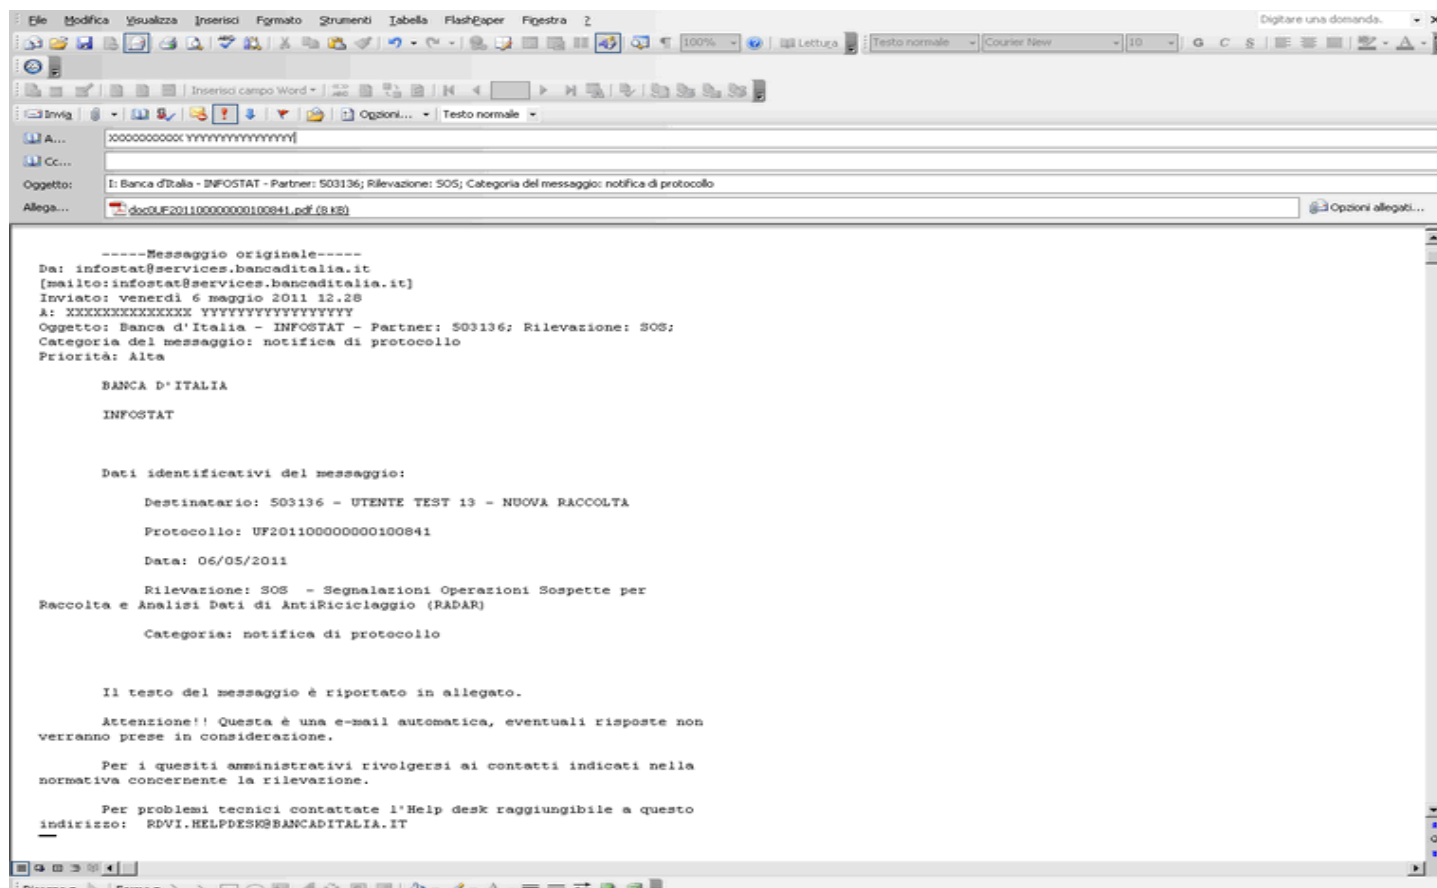 File Modifica Visualizza Inserisci Formato Strumenti Tabella FlashPaper Finestra ? Digitare una domanda.
100% Lettura Testo normale Courier New 10 G C S
Inserisci campo Word
Invia Opzioni... Testo normale
A... XXXXXXXXXXX YYYYYYYYYYYYYYYY
Cc...
Oggetto: I: Banca d'Italia - INFOSTAT - Partner: S03136; Rilevazione: SOS; Categoria del messaggio: notifica di protocollo
Allega... doc0UF201100000000100841.pdf (8 KB) Opzioni allegati...
-----Messaggio originale-----
Da: infostat@services.bancaditalia.it
[mailto:infostat@services.bancaditalia.it]
Inviato: venerdì 6 maggio 2011 12.28
A: XXXXXXXXXXXXXX YYYYYYYYYYYYYYYYY
Oggetto: Banca d'Italia - INFOSTAT - Partner: S03136; Rilevazione: SOS;
Categoria del messaggio: notifica di protocollo
Priorità: Alta
BANCA D'ITALIA
INFOSTAT
Dati identificativi del messaggio:
Destinatario: S03136 - UTENTE TEST 13 - NUOVA RACCOLTA
Protocollo: UF201100000000100841
Data: 06/05/2011
Rilevazione: SOS - Segnalazioni Operazioni Sospette per
Raccolta e Analisi Dati di AntiRiciclaggio (RADAR)
Categoria: notifica di protocollo
Il testo del messaggio è riportato in allegato.
Attenzione!! Questa è una e-mail automatica, eventuali risposte non
verranno prese in considerazione.
Per i quesiti amministrativi rivolgersi ai contatti indicati nella
normativa concernente la rilevazione.
Per problemi tecnici contattate l'Help desk raggiungibile a questo
indirizzo: RDVI.HELPDESK@BANCADITALIA.IT